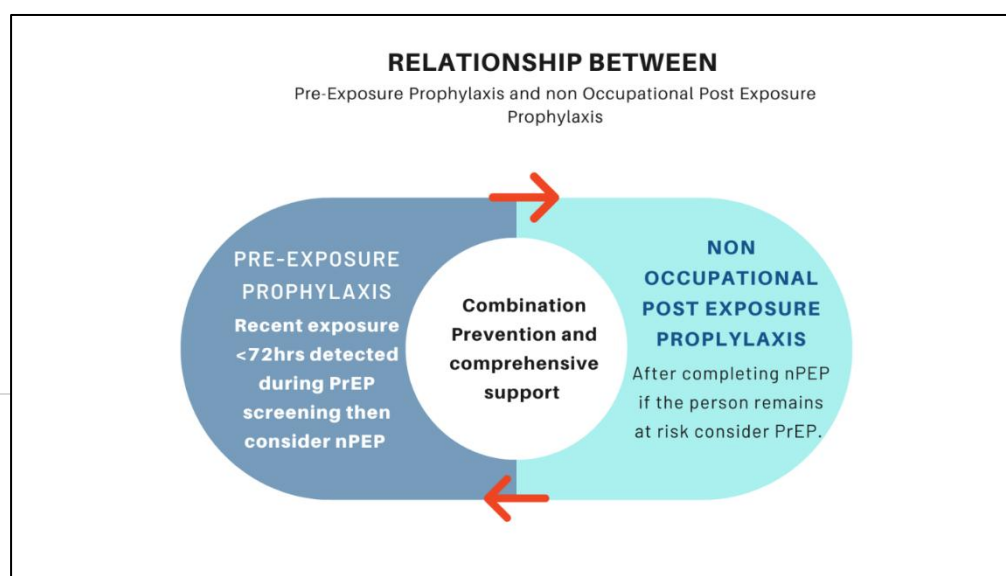 RELATIONSHIP BETWEEN
Pre-Exposure Prophylaxis and non Occupational Post Exposure
Prophylaxis
PRE-EXPOSURE
PROPHYLAXIS
Recent exposure
<72hrs detected
during PrEP
screening then
consider nPEP
Combination
Prevention and
comprehensive
support
NON
OCCUPATIONAL
POST EXPOSURE
PROPLYLAXIS
After completing nPEP
if the person remains
at risk consider PrEP.